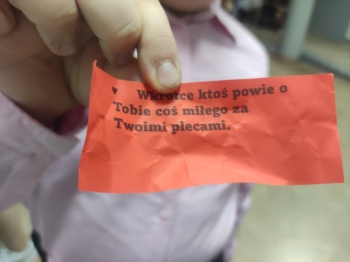 ♥ Wkrótce ktoś powie o
Tobie coś miłego za
Twoimi plecami.